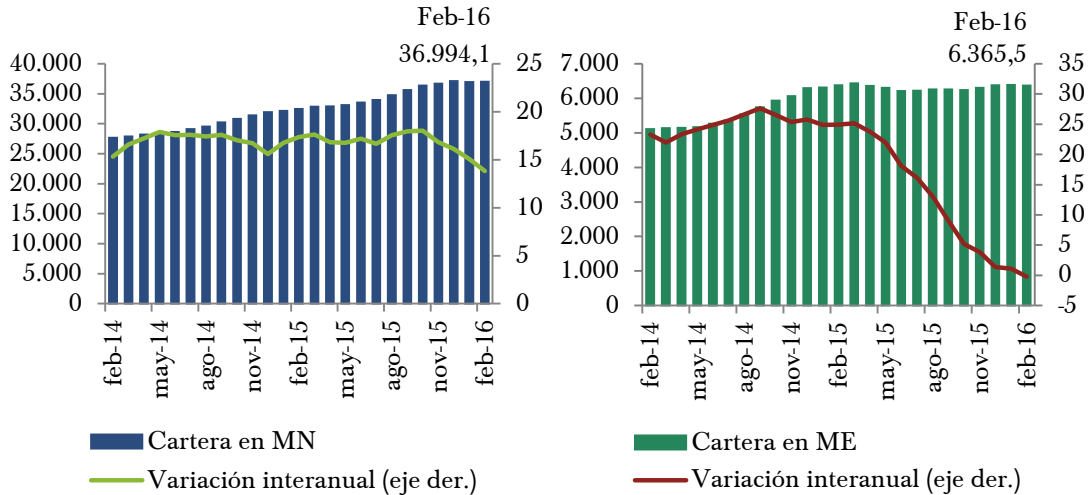 Feb-16
36.994,1
40.000
35.000
30.000
25.000
20.000
15.000
10.000
5.000
0
25
20
15
10
5
0
feb-14
may-14
ago-14
nov-14
feb-15
may-15
ago-15
nov-15
feb-16
Cartera en MN
Variación interanual (eje der.)
Feb-16
6.365,5
7.000
6.000
5.000
4.000
3.000
2.000
1.000
0
35
30
25
20
15
10
5
0
-5
feb-14
may-14
ago-14
nov-14
feb-15
may-15
ago-15
nov-15
feb-16
Cartera en ME
Variación interanual (eje der.)